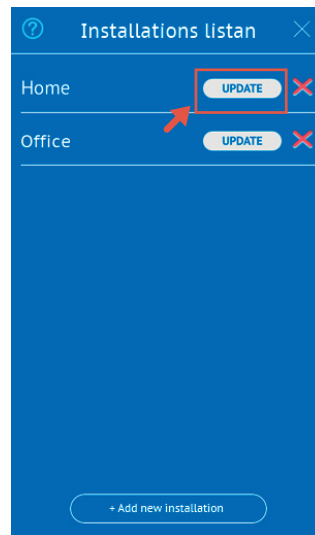 ?
Installations listan
Home UPDATE
Office UPDATE
+ Add new installation